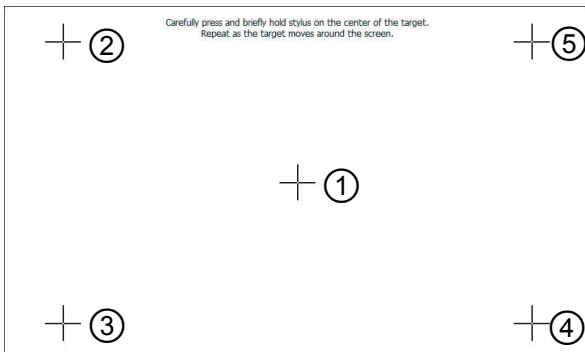 Carefully press and briefly hold stylus on the center of the target.
Repeat as the target moves around the screen.
2
5
1
3
4